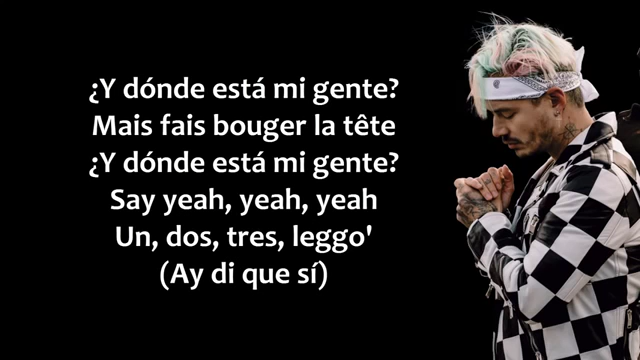 ¿Y dónde está mi gente?
Mais fais bouger la tête
¿Y dónde está mi gente?
Say yeah, yeah, yeah
Un, dos, tres, leggo'
(Ay di que sí)